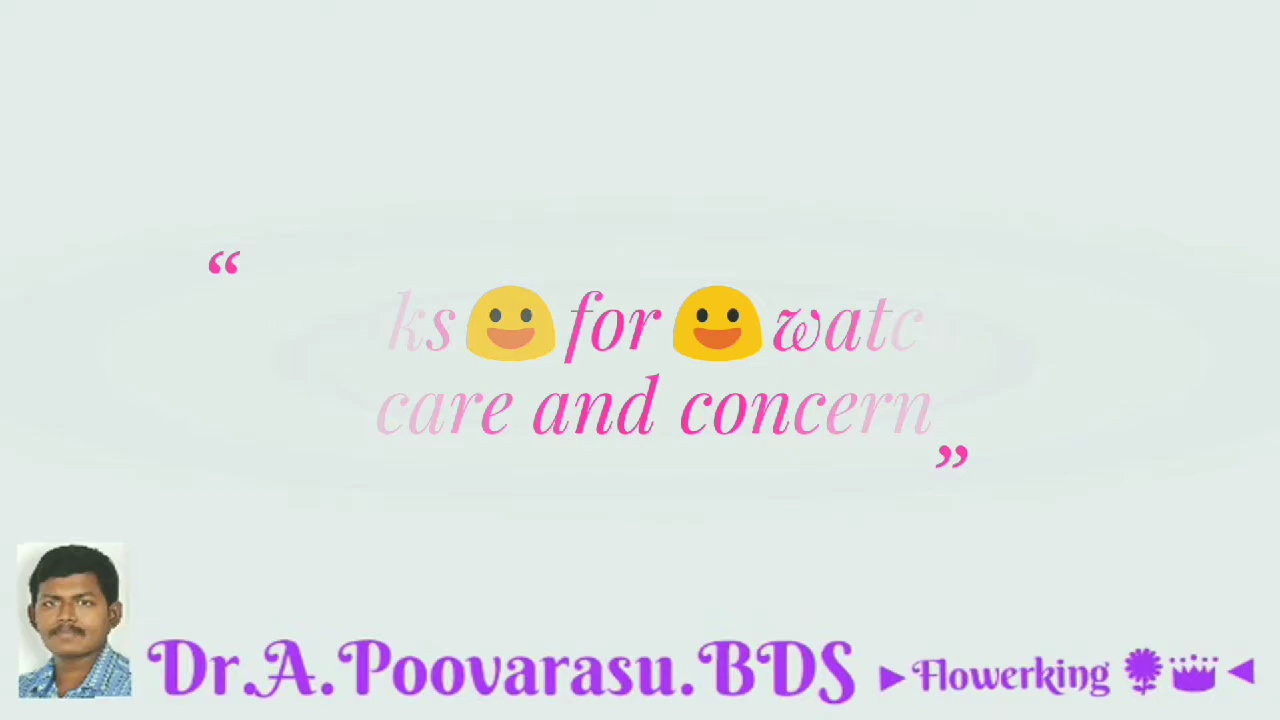 “
ks😃for😃watc
care and concern
”
Dr.A.Poovarasu.BDS ►Flowerking 🌸👑◄